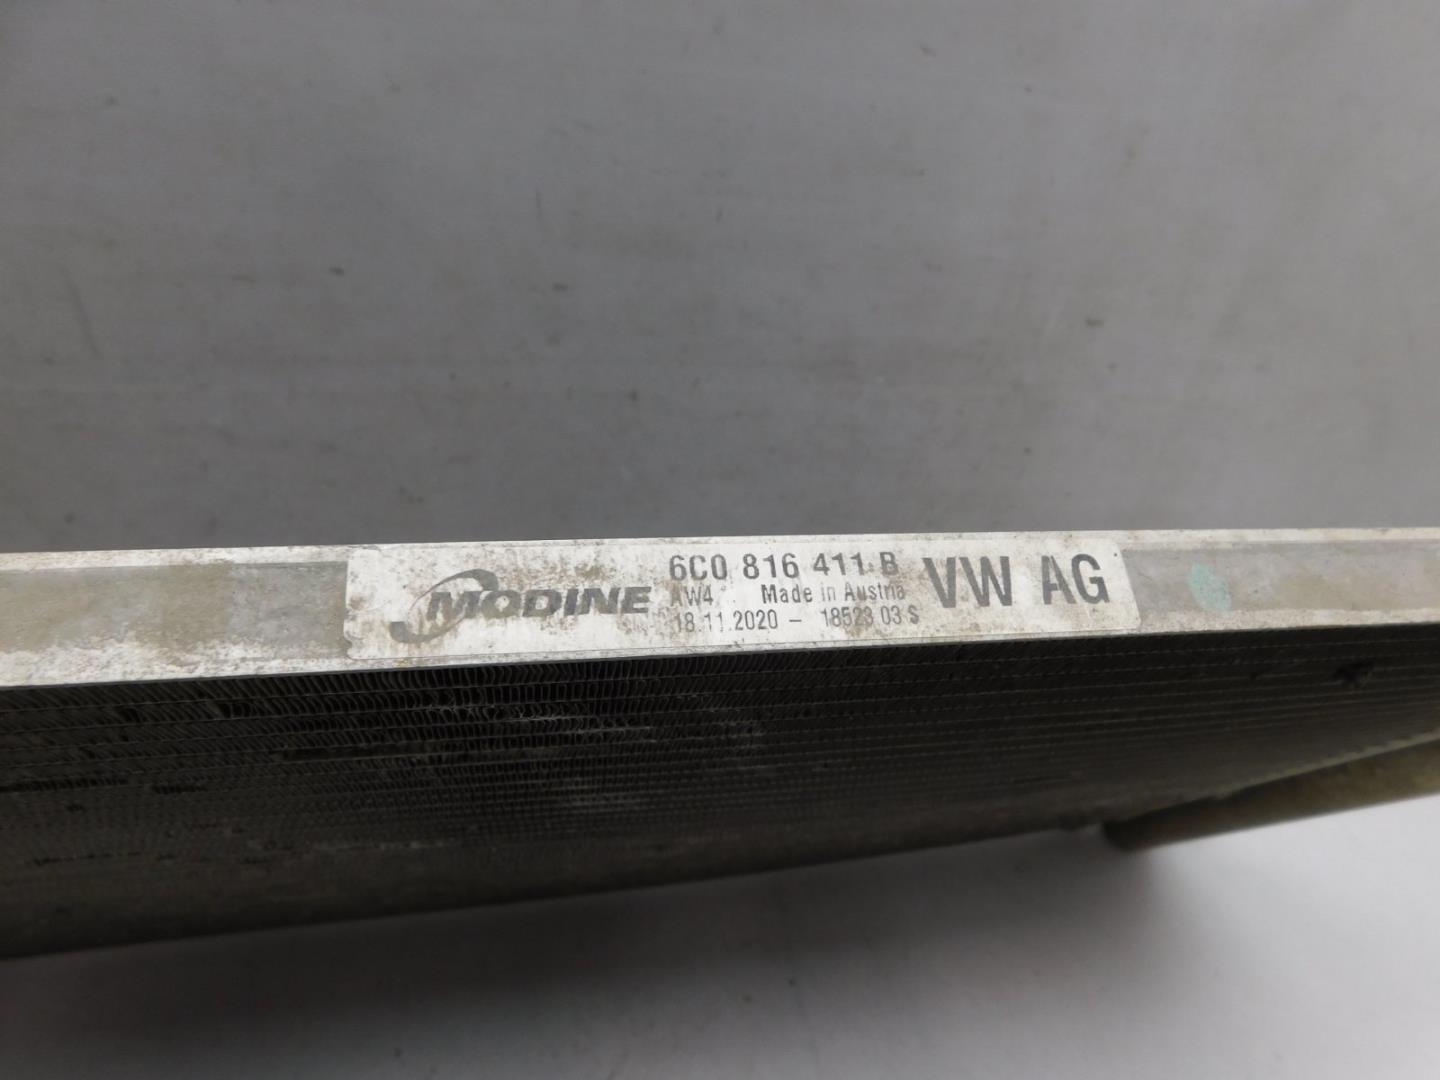 MODINE
6C0 816 411 B
AW4 Made in Austria
18.11.2020 - 18523 03 S
VW AG